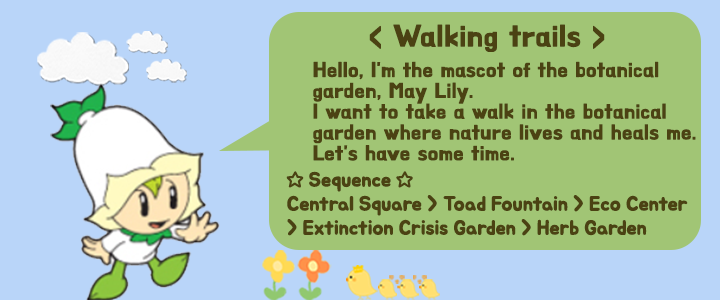 < Walking trails >
Hello, I'm the mascot of the botanical
garden, May Lily.
I want to take a walk in the botanical
garden where nature lives and heals me.
Let's have some time.
☆ Sequence ☆
Central Square > Toad Fountain > Eco Center
> Extinction Crisis Garden > Herb Garden